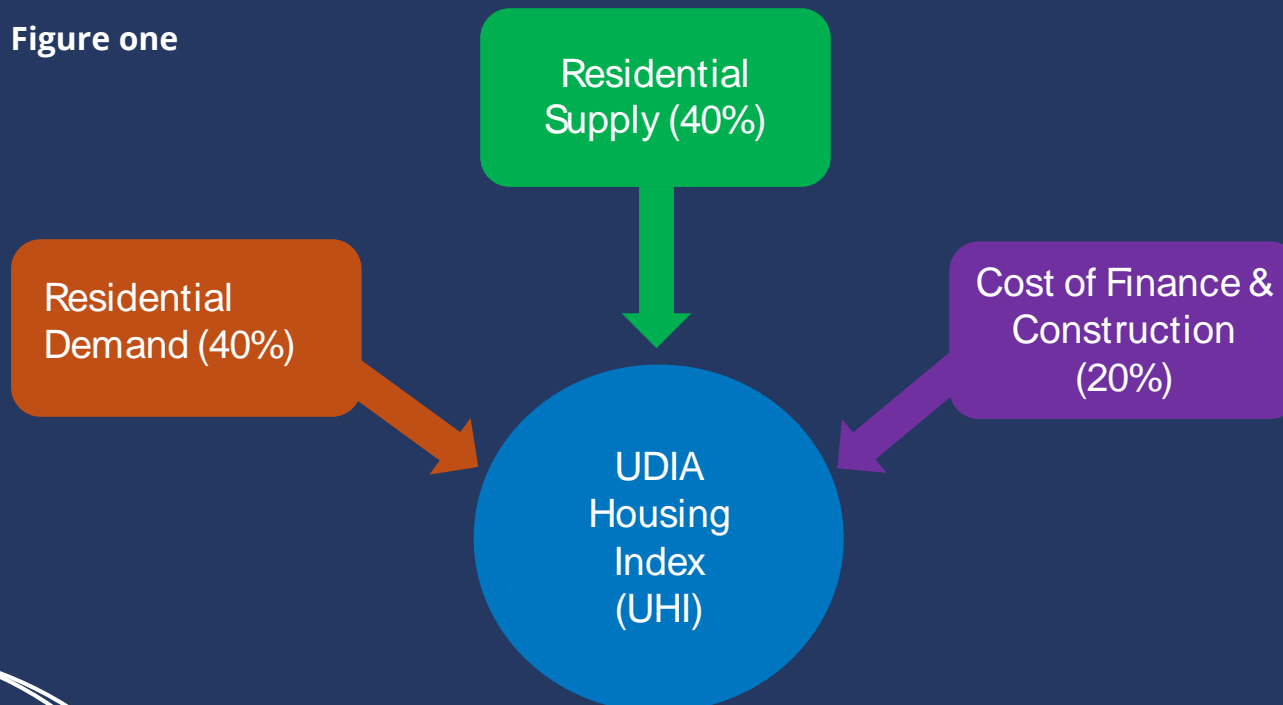 Figure one
Residential
Supply (40%)
Residential
Demand (40%)
Cost of Finance &
Construction
(20%)
UDIA
Housing
Index
(UHI)